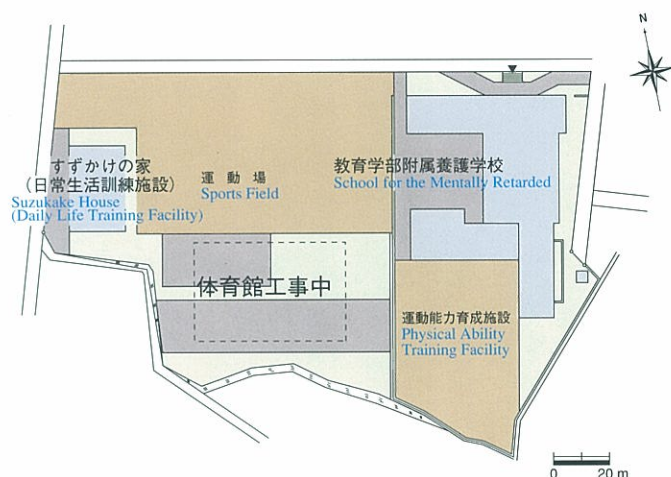 N
すずかけの家
（日常生活訓練施設）
Suzukake House
(Daily Life Training Facility)
運動場
Sports Field
教育学部附属養護学校
School for the Mentally Retarded
体育館工事中
運動能力育成施設
Physical Ability
Training Facility
0 20 m